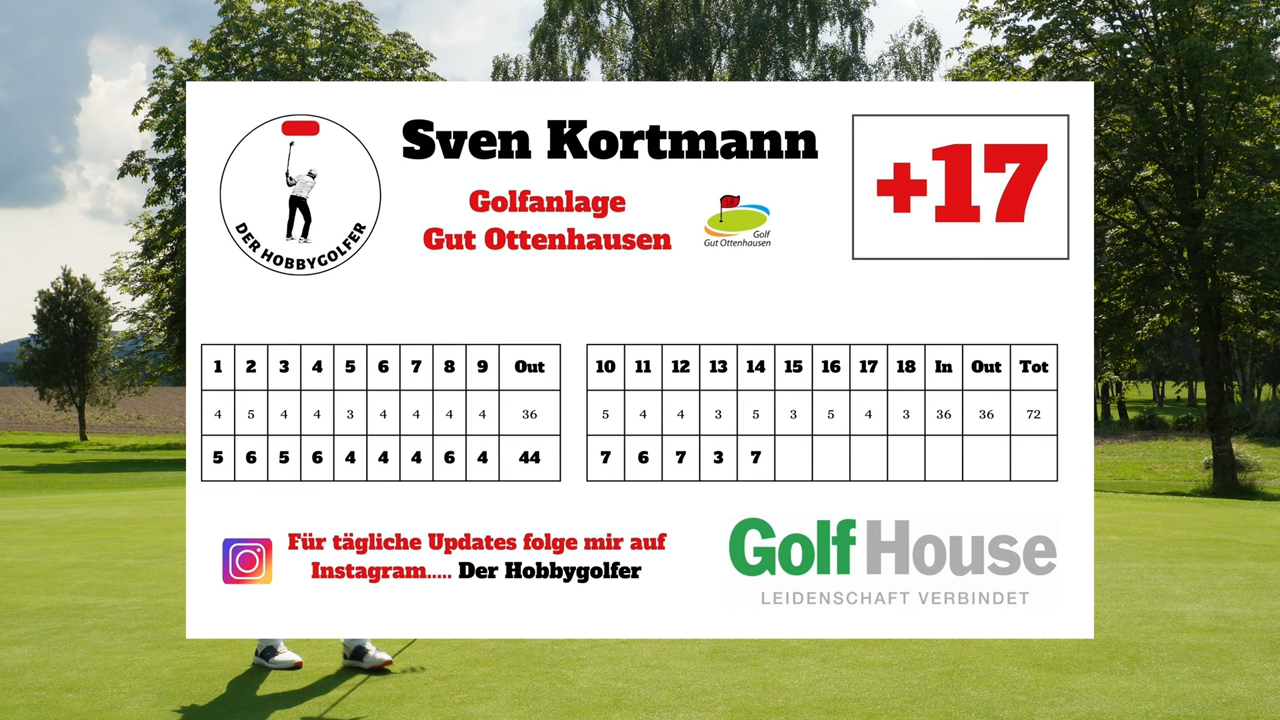 Sven Kortmann
+17
DER HOBBYGOLFER
Golfanlage
Gut Ottenhausen
18
Golf
Gut Ottenhausen
1 2 3 4 5 6 7 8 9 Out
4 5 4 4 3 4 4 4 4 36
5 6 5 6 4 4 4 6 4 44
10 11 12 13 14 15 16 17 18 In Out Tot
5 4 4 3 5 3 5 4 3 36 36 72
7 6 7 3 7
Für tägliche Updates folge mir auf
Instagram..... Der Hobbygolfer
Golf House
LEIDENSCHAFT VERBINDET